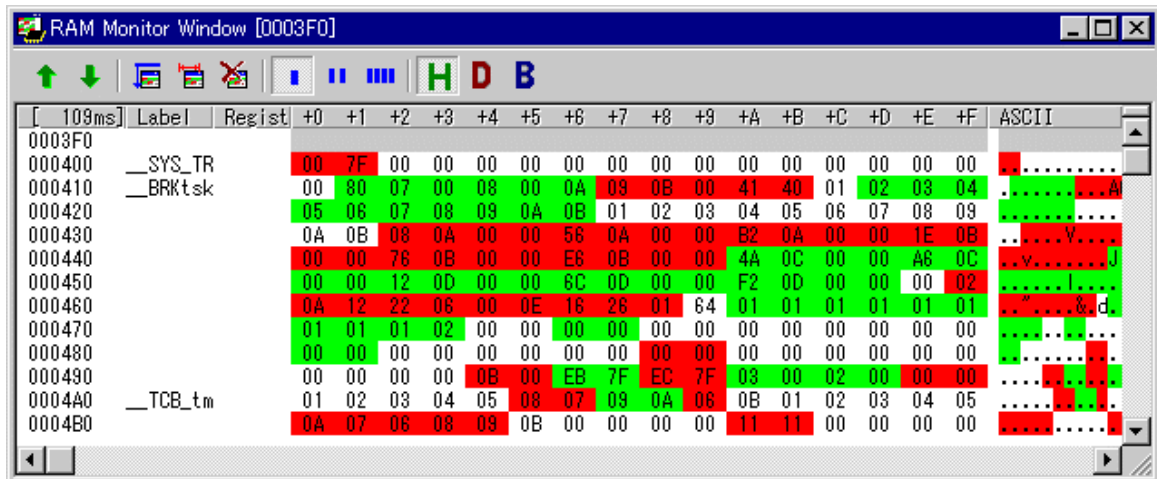 RAM Monitor Window [0003F0]
H D B
[ 109ms] Label Regist +0 +1 +2 +3 +4 +5 +6 +7 +8 +9 +A +B +C +D +E +F ASCII
0003F0
000400 __SYS_TR 00 7F 00 00 00 00 00 00 00 00 00 00 00 00 00 00 ...........
000410 __BRKtsk 00 80 07 00 08 00 0A 09 0B 00 41 40 01 02 03 04 ..........A
000420 05 06 07 08 09 0A 0B 01 02 03 04 05 06 07 08 09 ...........
000430 0A 0B 08 0A 00 00 56 0A 00 00 B2 0A 00 00 1E 0B ......V....
000440 00 00 76 0B 00 00 E6 0B 00 00 4A 0C 00 00 A6 0C ..v.......J
000450 00 00 12 0D 00 00 6C 0D 00 00 F2 0D 00 00 00 02 ......l....
000460 0A 12 22 06 00 0E 16 26 01 64 01 01 01 01 01 01 .."....&.d.
000470 01 01 01 02 00 00 00 00 00 00 00 00 00 00 00 00 ...........
000480 00 00 00 00 00 00 00 00 00 00 00 00 00 00 00 00 ...........
000490 00 00 00 00 0B 00 EB 7F EC 7F 03 00 02 00 00 00 ...........
0004A0 __TCB_tm 01 02 03 04 05 08 07 09 0A 06 0B 01 02 03 04 05 ...........
0004B0 0A 07 06 08 09 0B 00 00 00 00 11 11 00 00 00 00 ...........